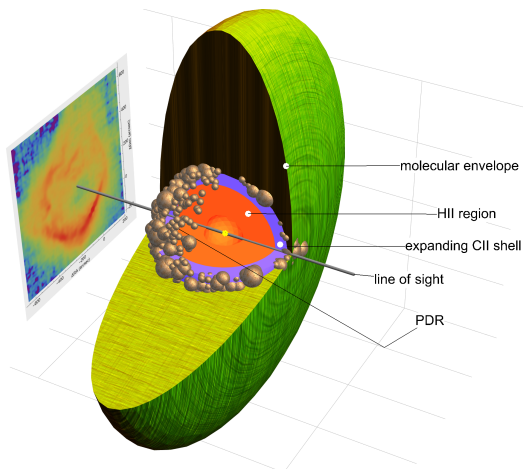 molecular envelope
HII region
expanding CII shell
line of sight
PDR